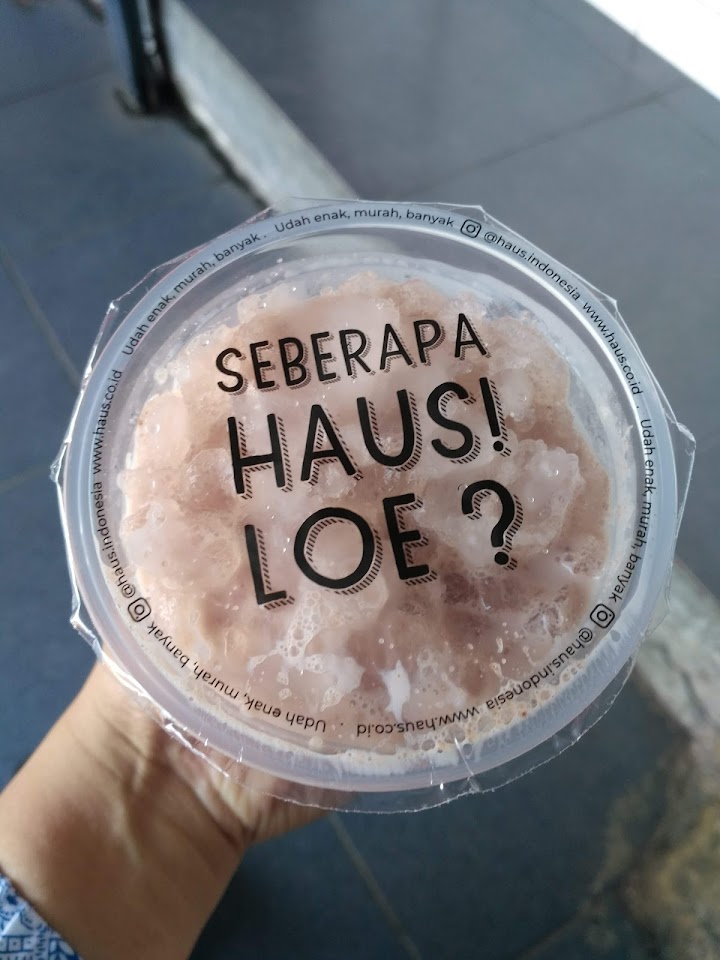 SEBERAPA
HAUS!
LOE ?
Udah enak, murah, banyak. Udah enak, murah, banyak @haus.indonesia www.haus.co.id . Udah enak, murah, banyak @haus.indonesia www.haus.co.id . Udah enak, murah, banyak @haus.indonesia www.haus.co.id